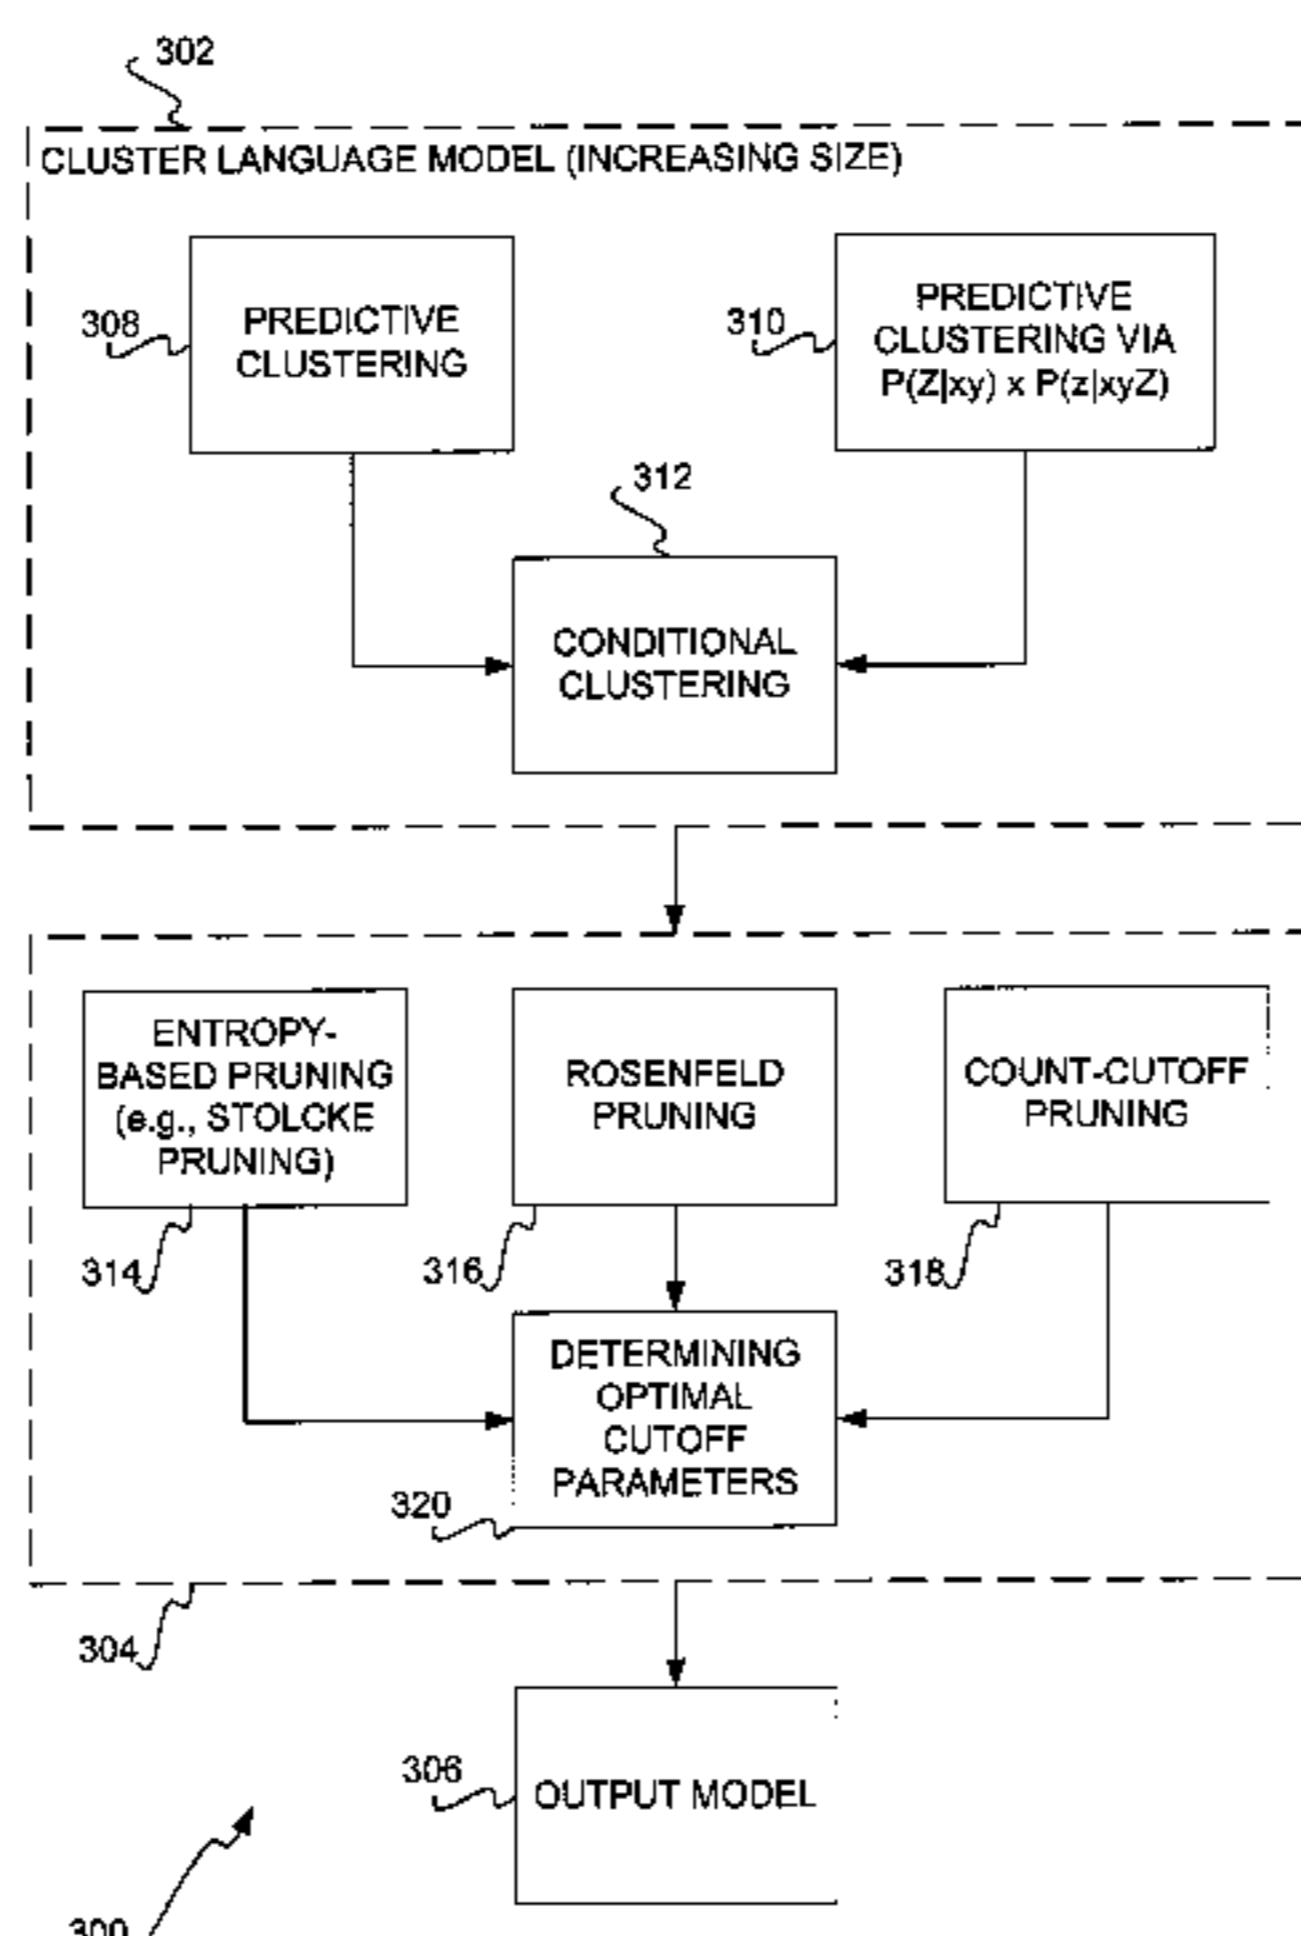 302
CLUSTER LANGUAGE MODEL (INCREASING SIZE)
308
PREDICTIVE
CLUSTERING
310
PREDICTIVE
CLUSTERING VIA
P(Z|xy) x P(z|xyZ)
312
CONDITIONAL
CLUSTERING
ENTROPY-
BASED PRUNING
(e.g., STOLCKE
PRUNING)
ROSENFELD
PRUNING
COUNT-CUTOFF
PRUNING
314
316
318
DETERMINING
OPTIMAL
CUTOFF
PARAMETERS
320
304
306
OUTPUT MODEL
300